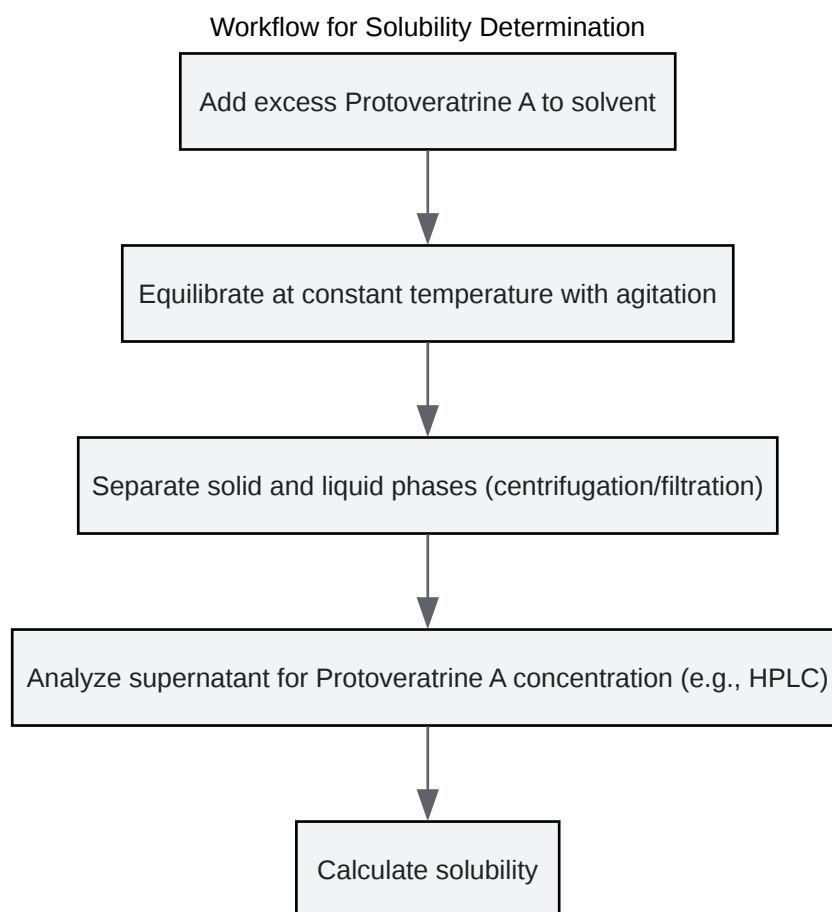 Workflow for Solubility Determination
Add excess Protoveratrine A to solvent
Equilibrate at constant temperature with agitation
Separate solid and liquid phases (centrifugation/filtration)
Analyze supernatant for Protoveratrine A concentration (e.g., HPLC)
Calculate solubility